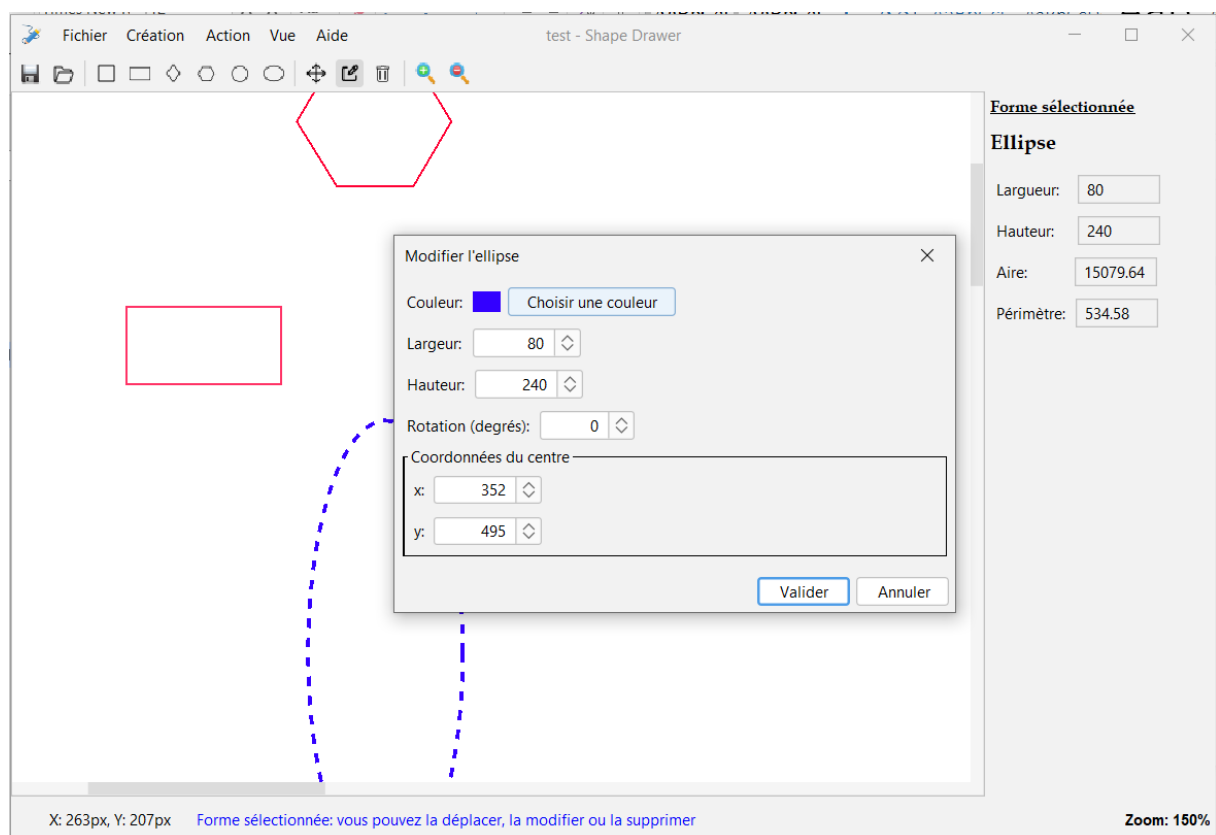 Fichier Création Action Vue Aide test - Shape Drawer
Forme sélectionnée
Ellipse
Largueur: 80
Hauteur: 240
Aire: 15079.64
Périmètre: 534.58
Modifier l'ellipse
Couleur: Choisir une couleur
Largeur: 80
Hauteur: 240
Rotation (degrés): 0
Coordonnées du centre
x: 352
y: 495
Valider Annuler
X: 263px, Y: 207px Forme sélectionnée: vous pouvez la déplacer, la modifier ou la supprimer Zoom: 150%